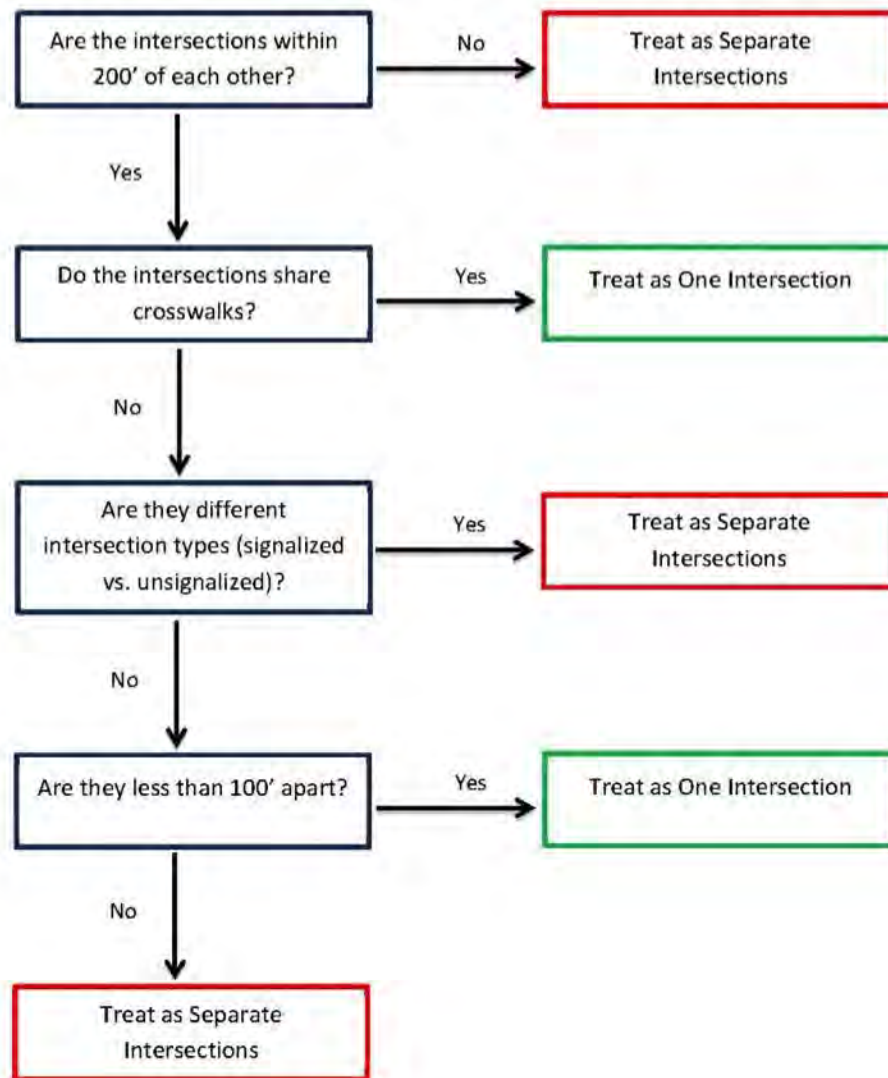 Are the intersections within
200’ of each other?
No
Treat as Separate
Intersections
Yes
Do the intersections share
crosswalks?
Yes
Treat as One Intersection
No
Are they different
intersection types (signalized
vs. unsignalized)?
Yes
Treat as Separate
Intersections
No
Are they less than 100’ apart?
Yes
Treat as One Intersection
No
Treat as Separate
Intersections